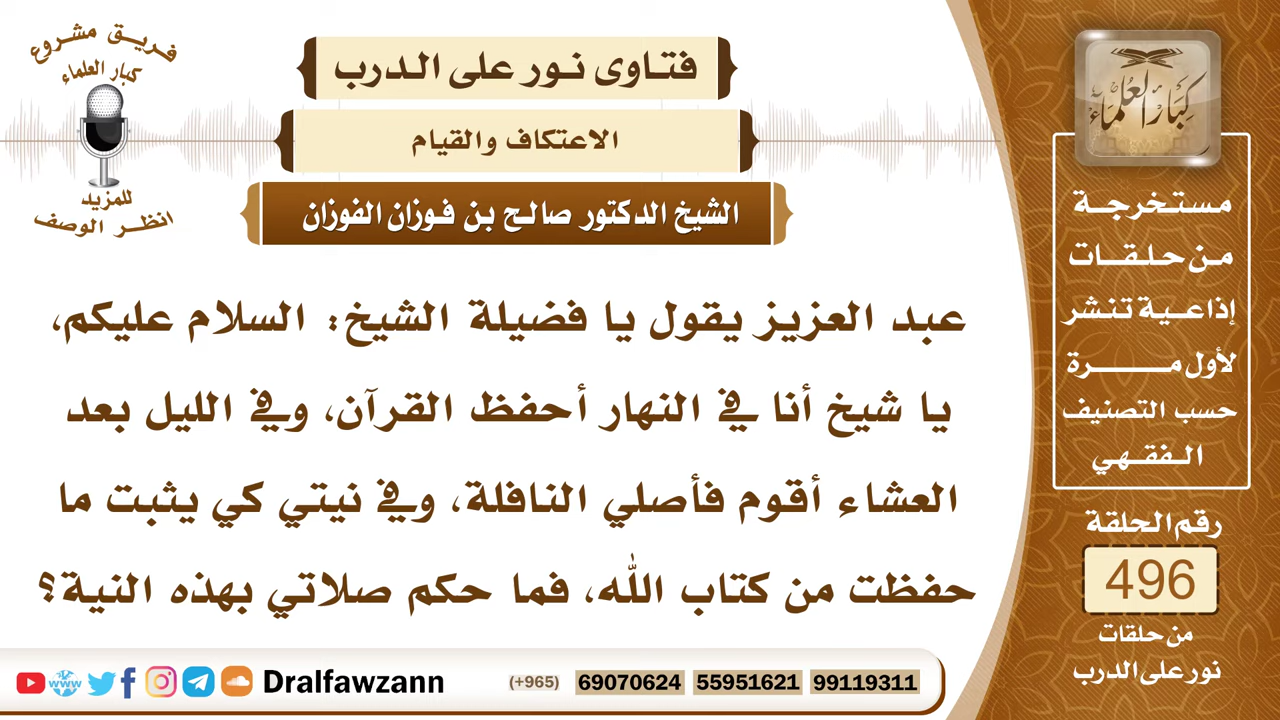 فريق مشروع
كبار العلماء
للمزيد
انظر الوصف
فتاوى نور على الدرب
الاعتكاف والقيام
الشيخ الدكتور صالح بن فوزان الفوزان
عبد العزيز يقول يا فضيلة الشيخ: السلام عليكم،
يا شيخ أنا في النهار أحفظ القرآن، وفي الليل بعد
العشاء أقوم فأصلي النافلة، وفي نيتي كي يثبت ما
حفظت من كتاب الله، فما حكم صلاتي بهذه النية؟
كبار العلماء
مستخرجة
من حلقات
إذاعية تنشر
لأول مرة
حسب التصنيف
الفقهي
رقم الحلقة
496
من حلقات
نور على الدرب
www
Dralfawzann
(+965) 69070624 55951621 99119311